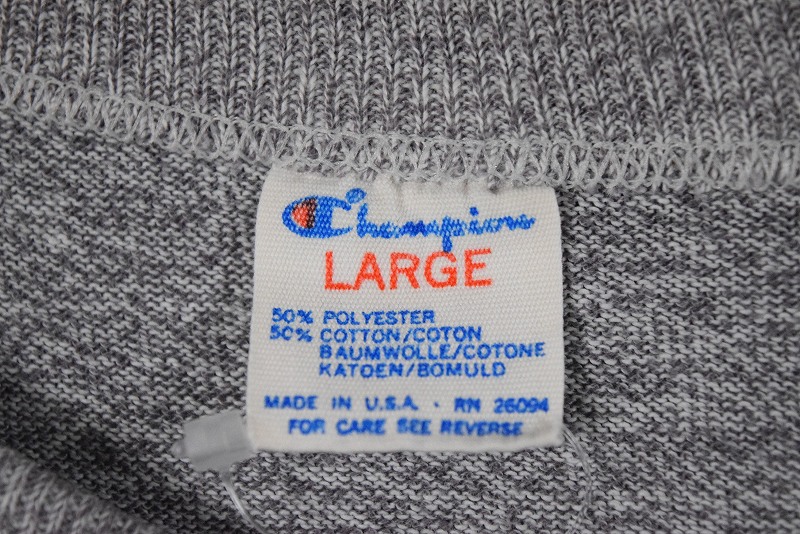 Champion
LARGE
50% POLYESTER
50% COTTON/COTON
BAUMWOLLE/COTONE
KATOEN/BOMULD
MADE IN U.S.A. · RN 26094
FOR CARE SEE REVERSE